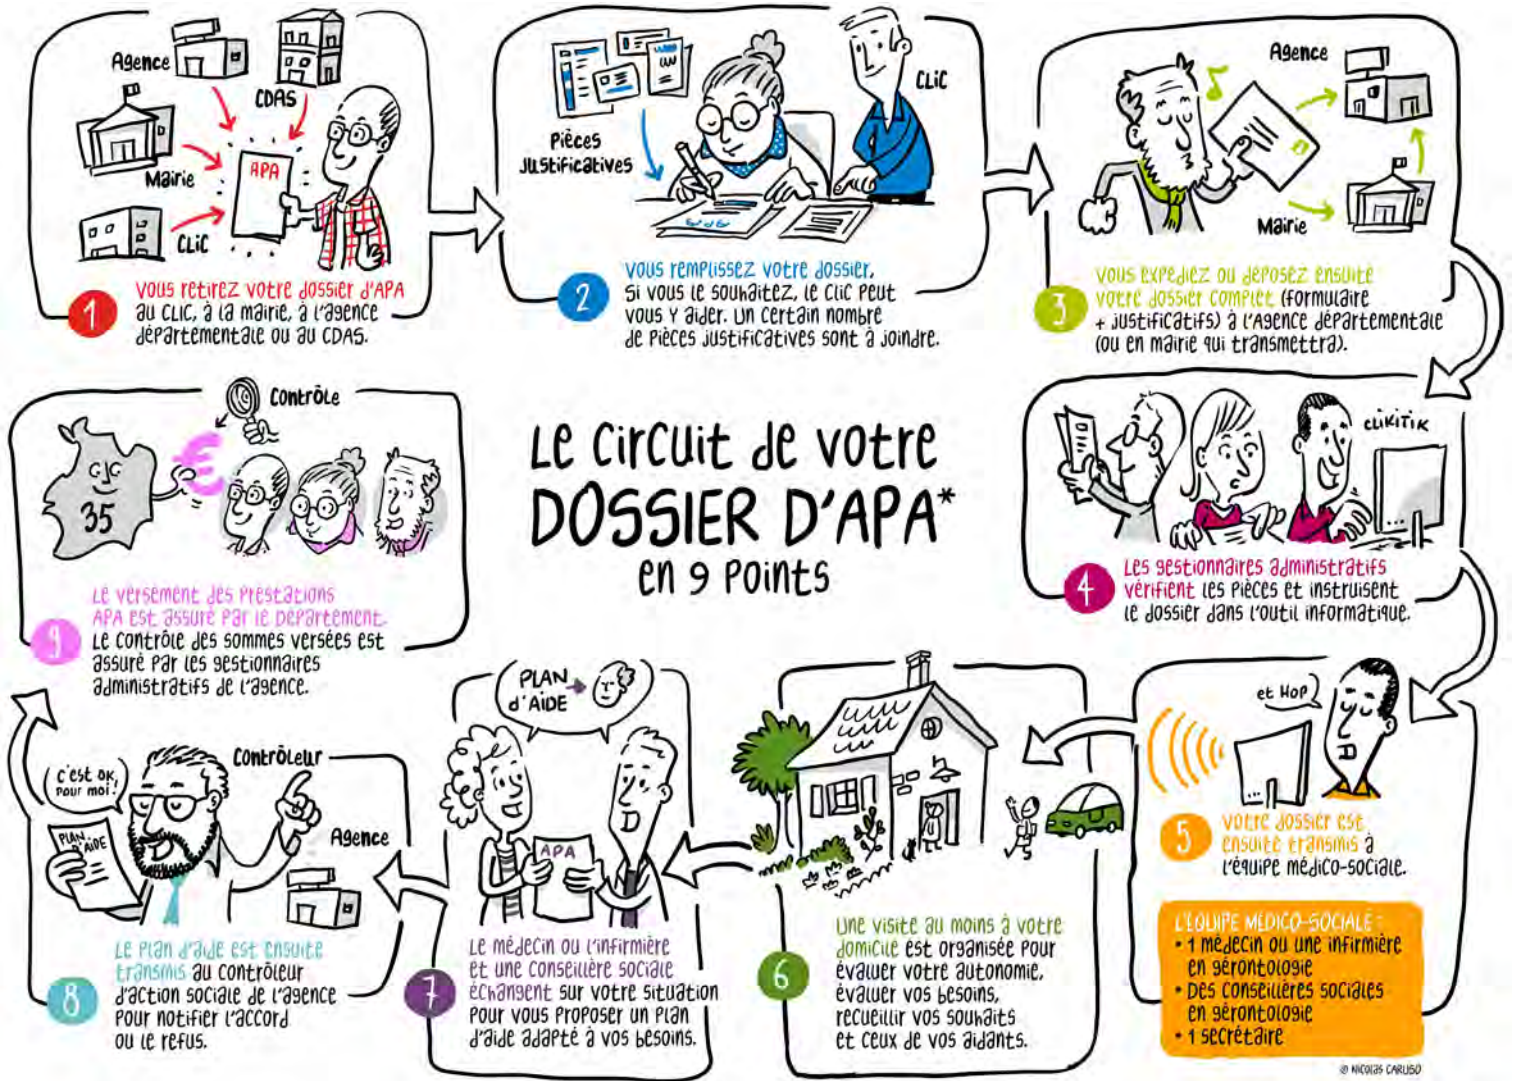 Le circuit de votre
DOSSIER D'APA*
en 9 points
Agence
CDAS
Mairie
CLIC
APA
1
Vous retirez votre dossier d'APA
au CLIC, à la mairie, à l'agence
départementale ou au CDAS.
Pièces
justificatives
CLIC
2
Vous remplissez votre dossier.
Si vous le souhaitez, le CLIC peut
vous y aider. Un certain nombre
de pièces justificatives sont à joindre.
Agence
Mairie
3
Vous expédiez ou déposez ensuite
votre dossier complet (formulaire
+ justificatifs) à l'Agence départementale
(ou en mairie qui transmettra).
CLIKITIK
4
Les gestionnaires administratifs
vérifient les pièces et instruisent
le dossier dans l'outil informatique.
et HOP
5
Votre dossier est
ensuite transmis à
l'équipe médico-sociale.
L'ÉQUIPE MÉDICO-SOCIALE :
• 1 médecin ou une infirmière
en gérontologie
• Des conseillères sociales
en gérontologie
• 1 secrétaire
6
Une visite au moins à votre
domicile est organisée pour
évaluer votre autonomie,
évaluer vos besoins,
recueillir vos souhaits
et ceux de vos aidants.
PLAN
d'AIDE
APA
7
Le médecin ou l'infirmière
et une conseillère sociale
échangent sur votre situation
pour vous proposer un plan
d'aide adapté à vos besoins.
Contrôleur
C'est OK
pour moi !
PLAN
D'AIDE
Agence
8
Le plan d'aide est ensuite
transmis au contrôleur
d'action sociale de l'agence
pour notifier l'accord
ou le refus.
Contrôle
35
€
9
Le versement des prestations
APA est assuré par le Département.
Le contrôle des sommes versées est
assuré par les gestionnaires
administratifs de l'agence.
© NICOLAS CARUSO